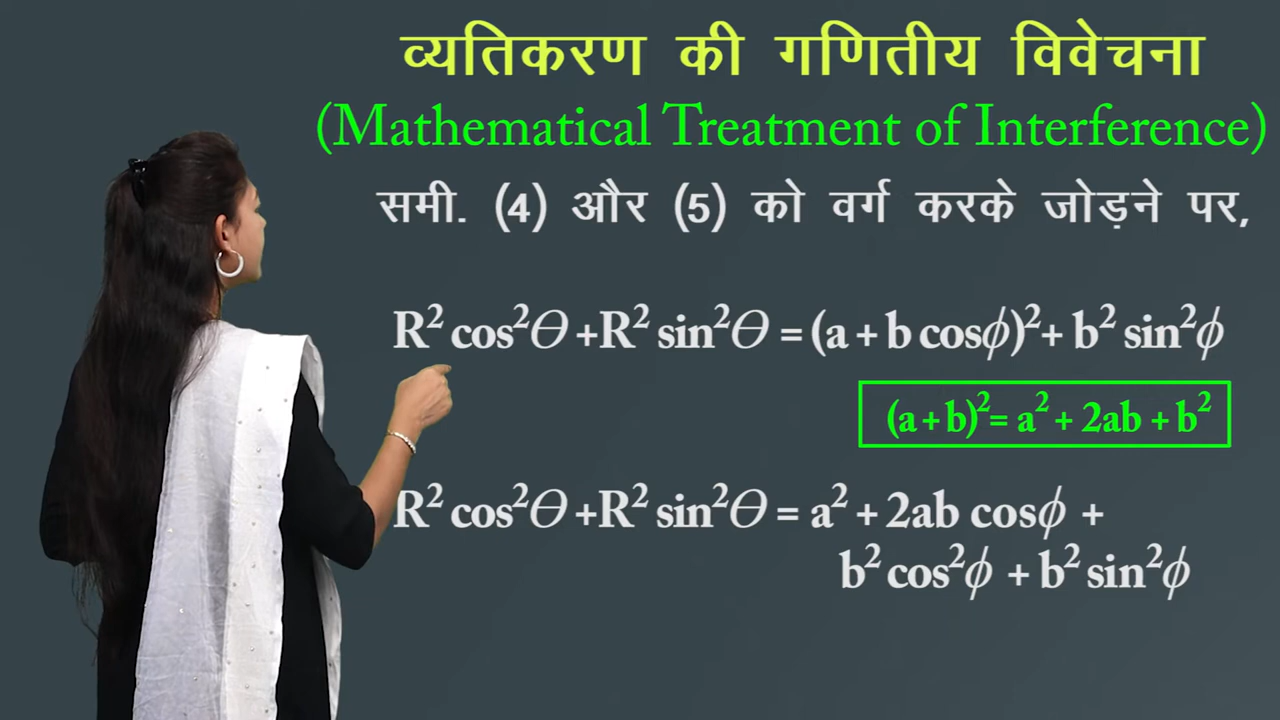 व्यतिकरण की गणितीय विवेचना
(Mathematical Treatment of Interference)
समी. (4) और (5) को वर्ग करके जोड़ने पर,
R² cos²θ +R² sin²θ = (a + b cosϕ)²+ b² sin²ϕ
(a + b)²= a² + 2ab + b²
R² cos²θ +R² sin²θ = a² + 2ab cosϕ +
b² cos²ϕ + b² sin²ϕ